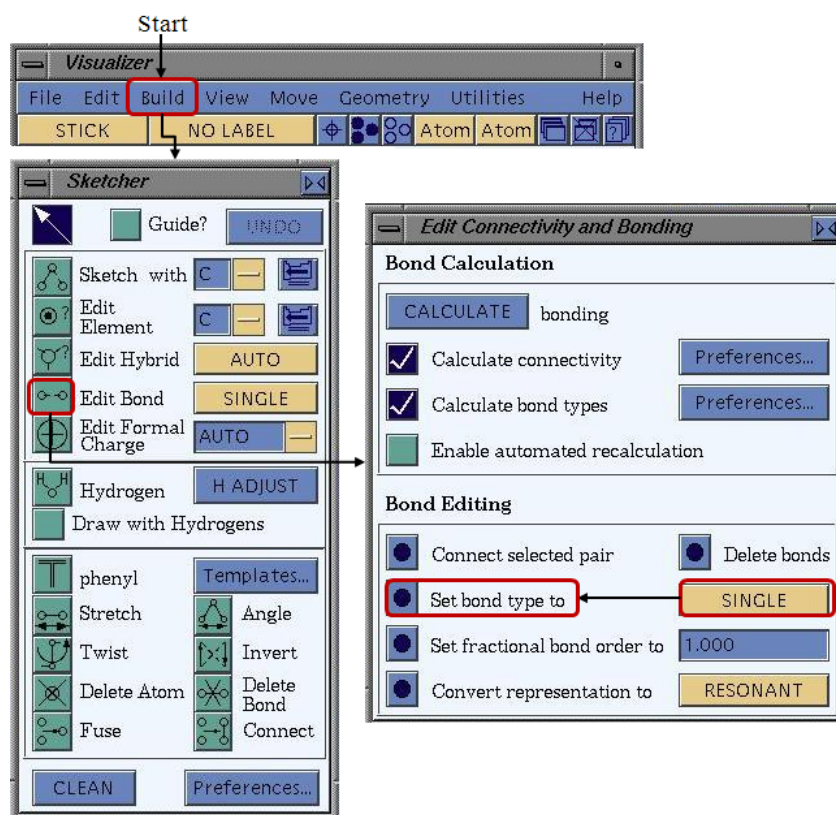 Start
Visualizer
File Edit Build View Move Geometry Utilities Help
STICK NO LABEL Atom Atom ?
Sketcher
Guide? UNDO
Sketch with C
? Edit Element C
? Edit Hybrid AUTO
Edit Bond SINGLE
Edit Formal Charge AUTO
H H Hydrogen H ADJUST
Draw with Hydrogens
phenyl Templates...
Stretch Angle
Twist Invert
Delete Atom Delete Bond
Fuse Connect
CLEAN Preferences...
Edit Connectivity and Bonding
Bond Calculation
CALCULATE bonding
Calculate connectivity Preferences...
Calculate bond types Preferences...
Enable automated recalculation
Bond Editing
Connect selected pair Delete bonds
Set bond type to SINGLE
Set fractional bond order to 1.000
Convert representation to RESONANT